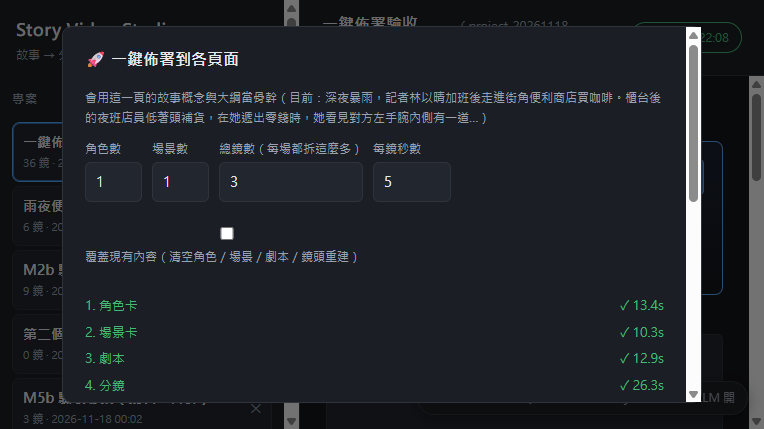 Story Video Studio
故事 →
專案
一鍵佈署驗收
( project-20261118
22:08
🚀 一鍵佈署到各頁面
會用這一頁的故事概念與大綱當骨幹（目前：深夜暴雨，記者林以晴加班後走進街角便利商店買咖啡。櫃台後
的夜班店員低著頭補貨，在她遞出零錢時，她看見對方左手腕內側有一道…）
角色數
場景數
總鏡數（每場都拆這麼多）
每鏡秒數
1
1
3
5
覆蓋現有內容（清空角色 / 場景 / 劇本 / 鏡頭重建）
1. 角色卡
✓ 13.4s
2. 場景卡
✓ 10.3s
3. 劇本
✓ 12.9s
4. 分鏡
✓ 26.3s
一鍵
36 鏡 · 2
雨夜便
6 鏡 · 20
M2b
9 鏡 · 20
第二個
0 鏡 · 20
M5b
3 鏡 · 2026-11-18 00:02
LM 開